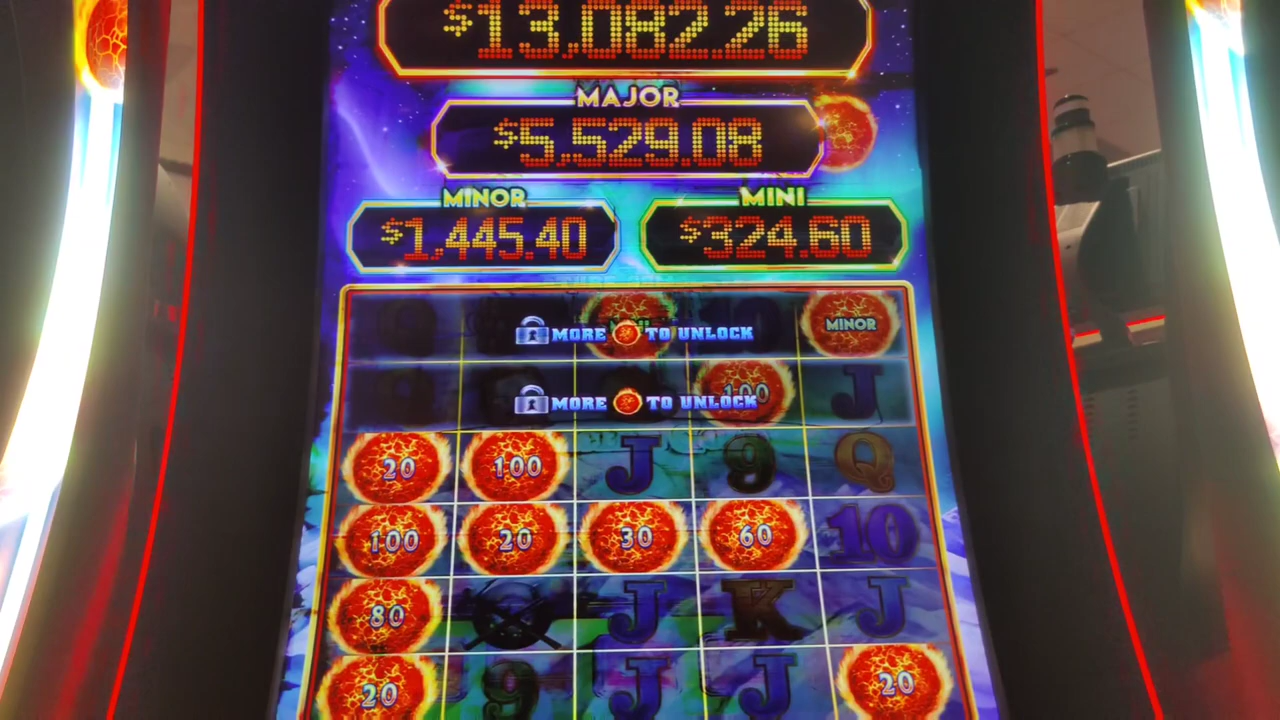 $13,082.26
MAJOR
$5,529.08
MINOR MINI
$1,445.40 $324.60
MORE TO UNLOCK MINOR
100 J
MORE TO UNLOCK
20 100 J 9 Q
100 20 30 60 10
80 J K J
20 9 J J 20